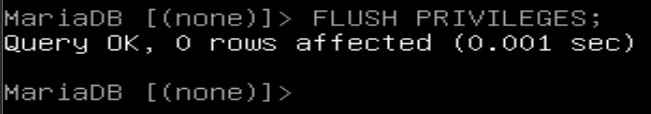 MariaDB [(none)]> FLUSH PRIVILEGES;
Query OK, 0 rows affected (0.001 sec)
MariaDB [(none)]>